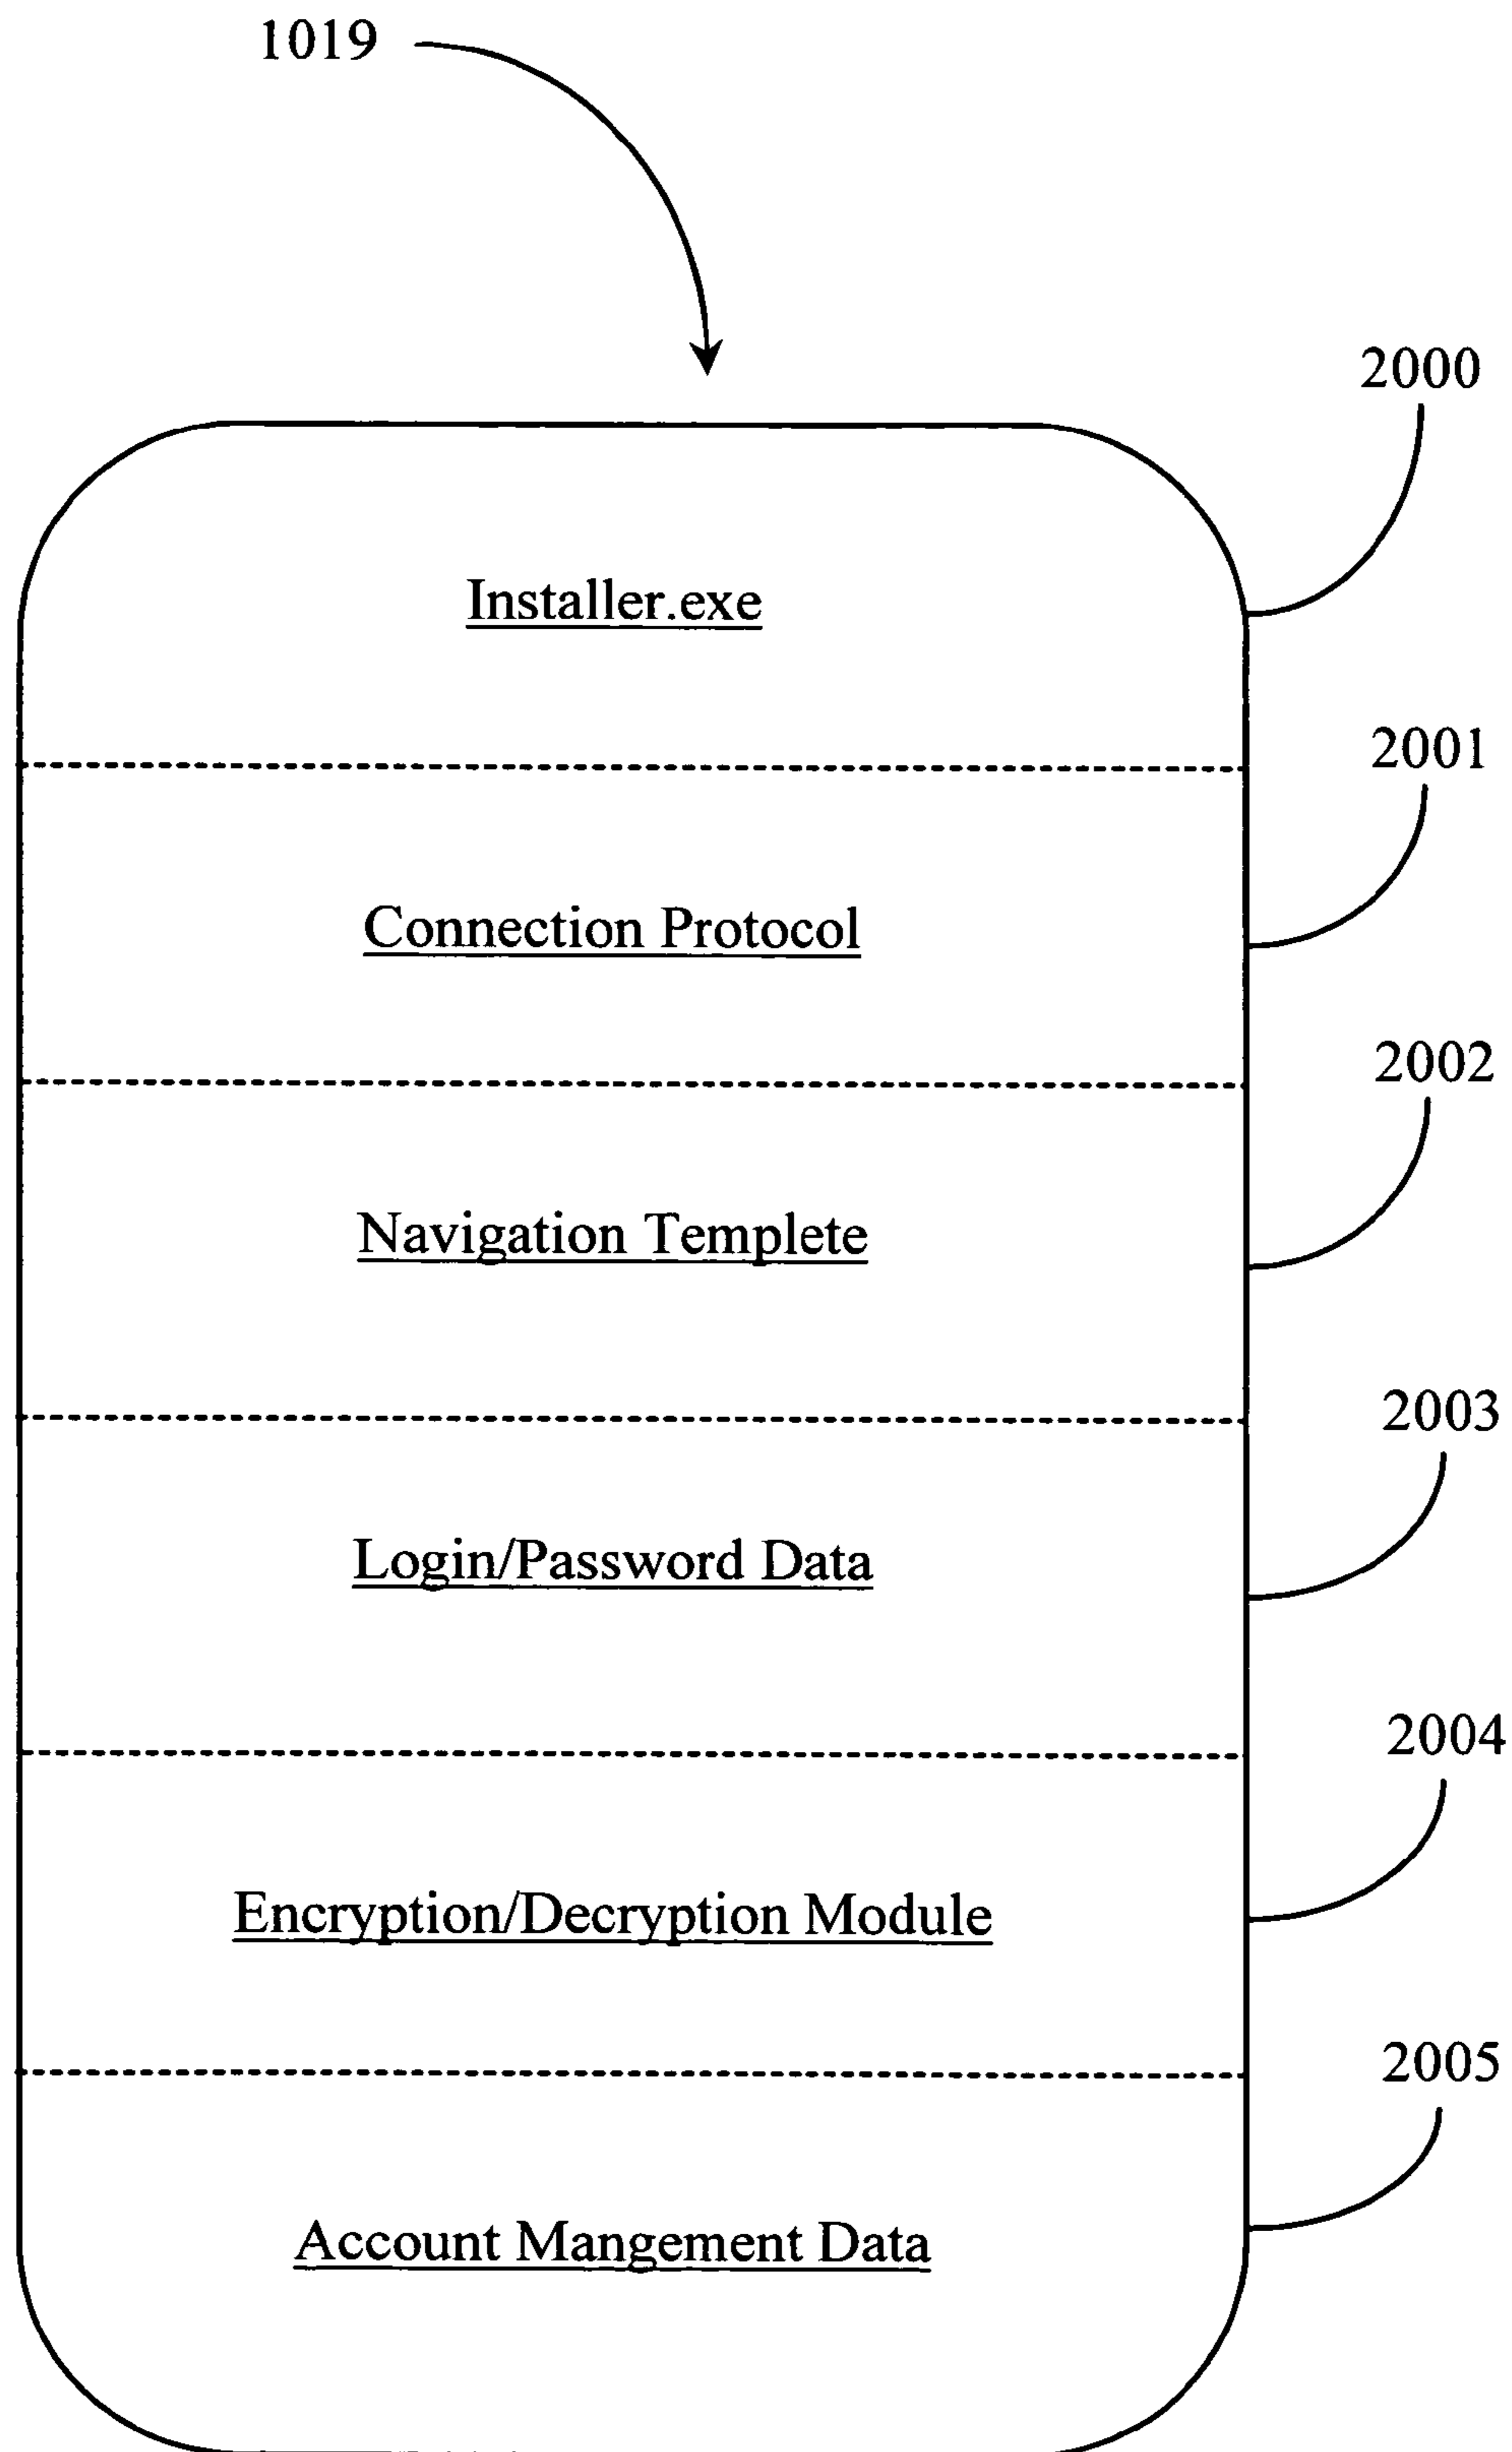 1019
2000
Installer.exe
2001
Connection Protocol
2002
Navigation Templete
2003
Login/Password Data
2004
Encryption/Decryption Module
2005
Account Mangement Data